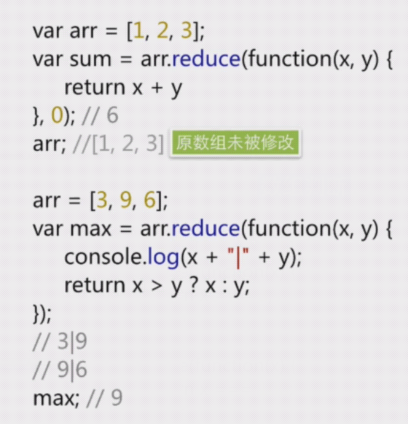 var arr = [1, 2, 3];
var sum = arr.reduce(function(x, y) {
return x + y
}, 0); // 6
arr; //[1, 2, 3] 原数组未被修改
arr = [3, 9, 6];
var max = arr.reduce(function(x, y) {
console.log(x + "|" + y);
return x > y ? x : y;
});
// 3|9
// 9|6
max; // 9